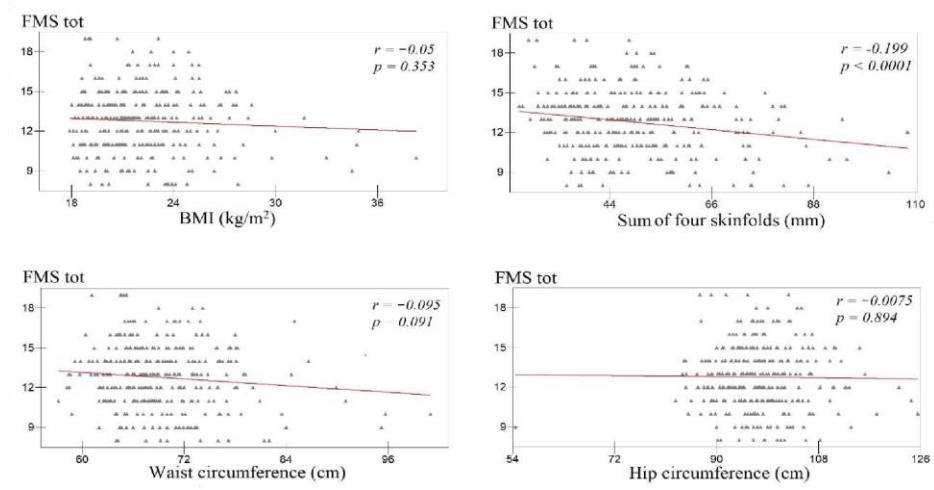 FMS tot
r = −0.05
p = 0.353
18
15
12
9
18 24 30 36
BMI (kg/m²)
FMS tot
r = -0.199
p < 0.0001
18
15
12
9
44 66 88 110
Sum of four skinfolds (mm)
FMS tot
r = −0.095
p = 0.091
18
15
12
9
60 72 84 96
Waist circumference (cm)
FMS tot
r = −0.0075
p = 0.894
18
15
12
9
54 72 90 108 126
Hip circumference (cm)